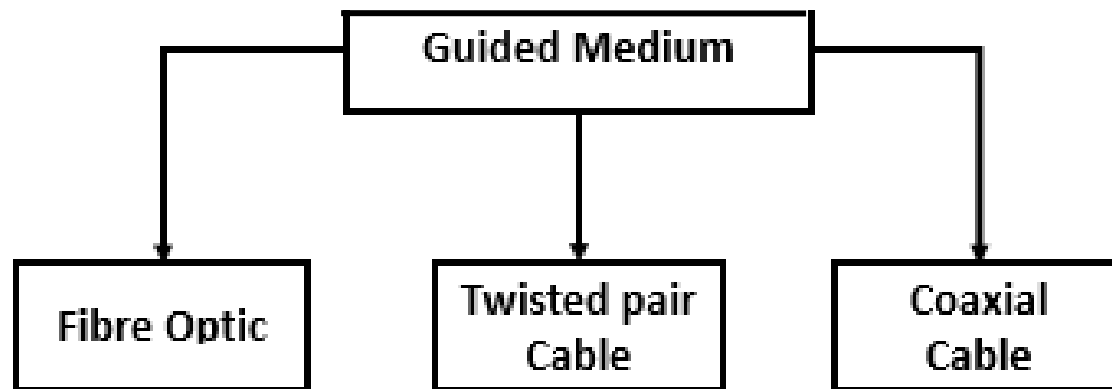 Guided Medium
Fibre Optic
Twisted pair
Cable
Coaxial
Cable